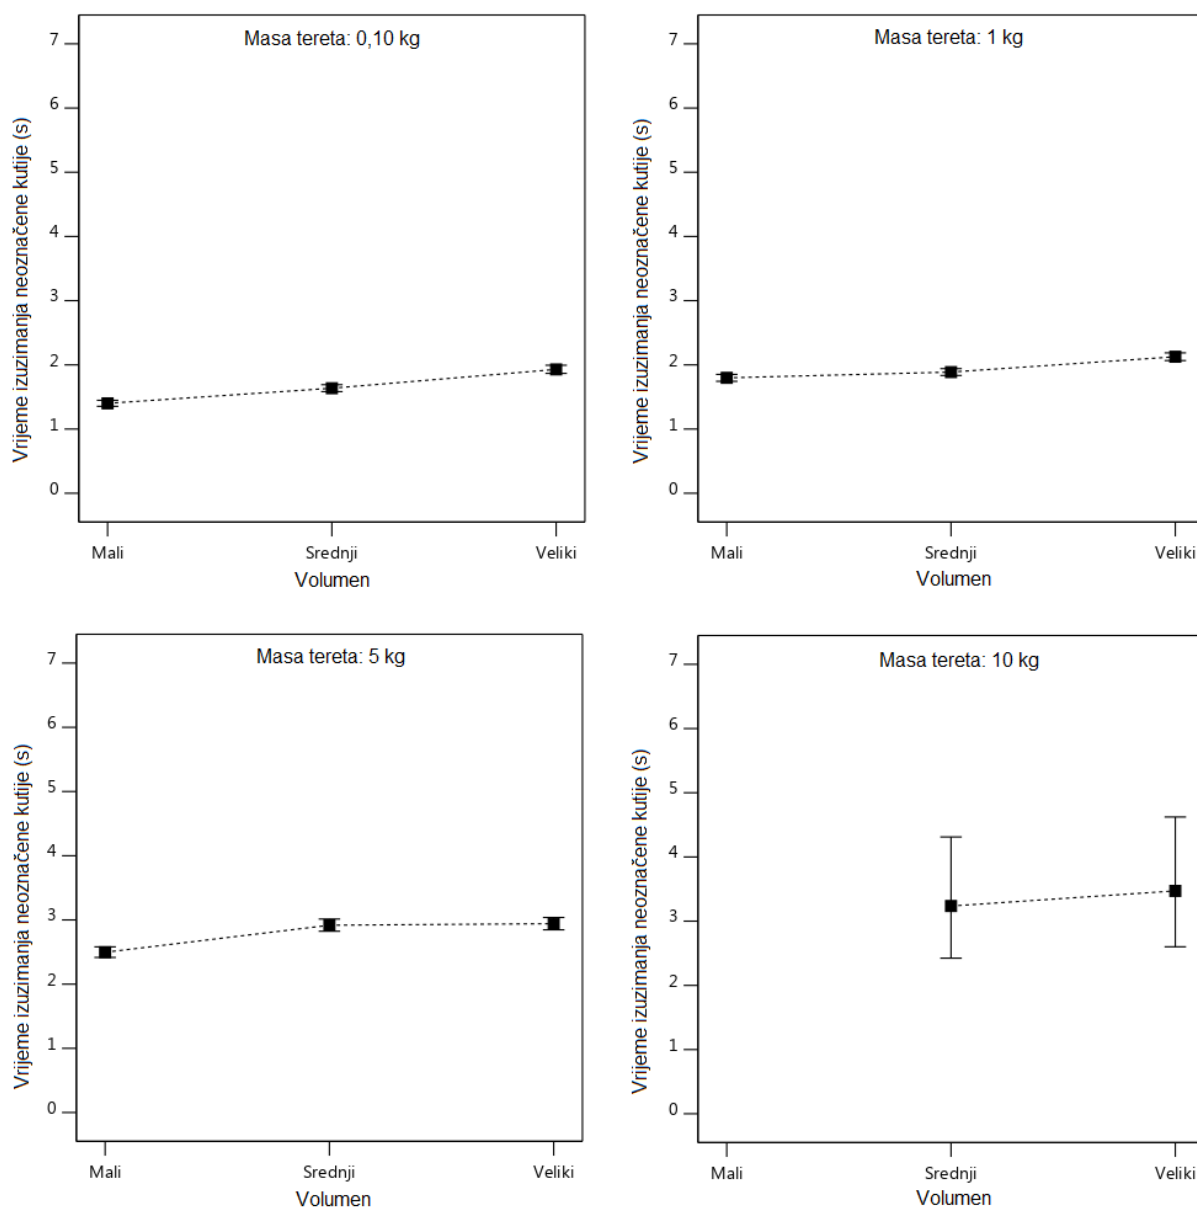 Masa tereta: 0,10 kg
Vrijeme izuzimanja neoznačene kutije (s)
7
6
5
4
3
2
1
0
Mali Srednji Veliki
Volumen
Masa tereta: 1 kg
Vrijeme izuzimanja neoznačene kutije (s)
7
6
5
4
3
2
1
0
Mali Srednji Veliki
Volumen
Masa tereta: 5 kg
Vrijeme izuzimanja neoznačene kutije (s)
7
6
5
4
3
2
1
0
Mali Srednji Veliki
Volumen
Masa tereta: 10 kg
Vrijeme izuzimanja neoznačene kutije (s)
7
6
5
4
3
2
1
0
Mali Srednji Veliki
Volumen